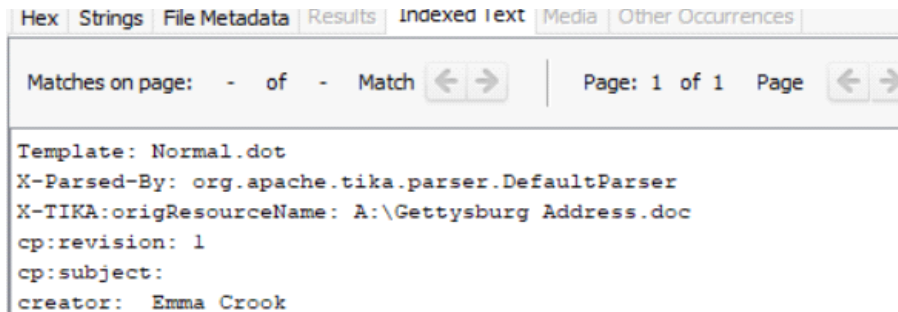 Hex Strings File Metadata Results Indexed Text Media Other Occurrences
Matches on page: - of - Match Page: 1 of 1 Page
Template: Normal.dot
X-Parsed-By: org.apache.tika.parser.DefaultParser
X-TIKA:origResourceName: A:\Gettysburg Address.doc
cp:revision: 1
cp:subject:
creator: Emma Crook